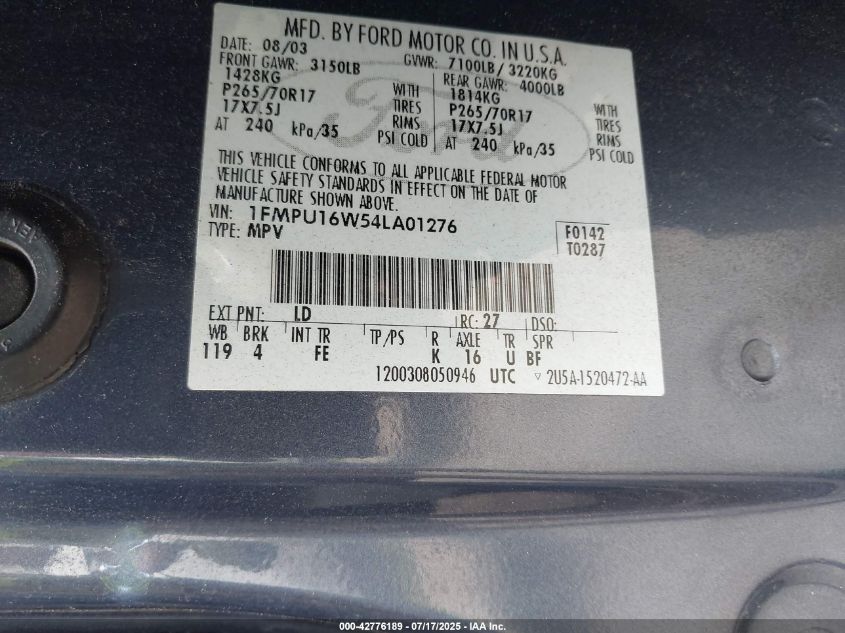 MFD. BY FORD MOTOR CO. IN U.S.A.
DATE: 08/03 GVWR: 7100LB/ 3220KG
FRONT GAWR: 3150LB REAR GAWR: 4000LB
1428KG WITH 1814KG WITH
P265/70R17 TIRES P265/70R17 TIRES
17X7.5J RIMS 17X7.5J RIMS
AT 240 kPa/35 PSI COLD AT 240 kPa/35 PSI COLD
THIS VEHICLE CONFORMS TO ALL APPLICABLE FEDERAL MOTOR
VEHICLE SAFETY STANDARDS IN EFFECT ON THE DATE OF
MANUFACTURE SHOWN ABOVE.
VIN: 1FMPU16W54LA01276 F0142
TYPE: MPV T0287
EXT PNT: LD RC: 27 DSO:
WB BRK INT TR TP/PS R AXLE TR SPR
119 4 FE K 16 U BF
1200308050946 UTC ▽ 2U5A-1520472-AA
000-42776189 - 07/17/2025 - IAA Inc.